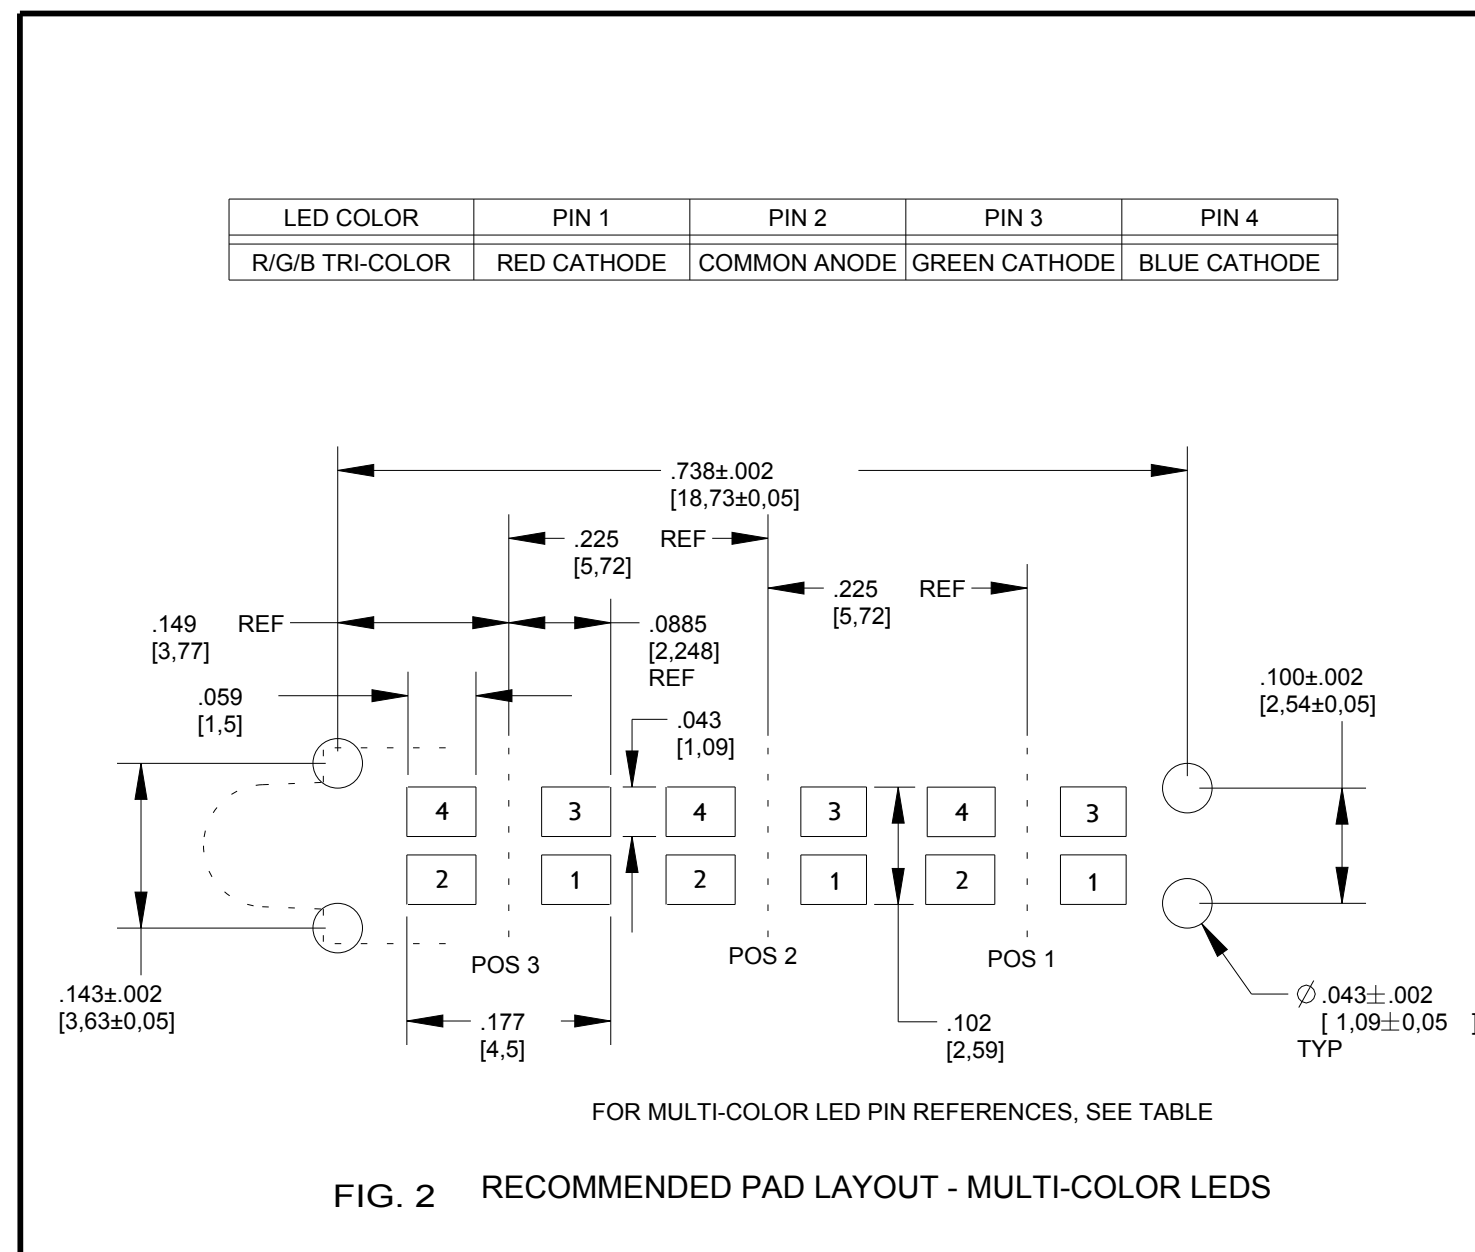 LED COLOR PIN 1 PIN 2 PIN 3 PIN 4
R/G/B TRI-COLOR RED CATHODE COMMON ANODE GREEN CATHODE BLUE CATHODE
.738±.002
[18,73±0,05]
.225 REF
[5,72]
.225 REF
[5,72]
.149 REF
[3,77]
.0885
[2,248]
REF
.059
[1,5]
.043
[1,09]
.100±.002
[2,54±0,05]
4 3 4 3 4 3
2 1 2 1 2 1
POS 3 POS 2 POS 1
.143±.002
[3,63±0,05]
.177
[4,5]
.102
[2,59]
∅ .043±.002
[ 1,09±0,05 ]
TYP
FOR MULTI-COLOR LED PIN REFERENCES, SEE TABLE
FIG. 2 RECOMMENDED PAD LAYOUT - MULTI-COLOR LEDS